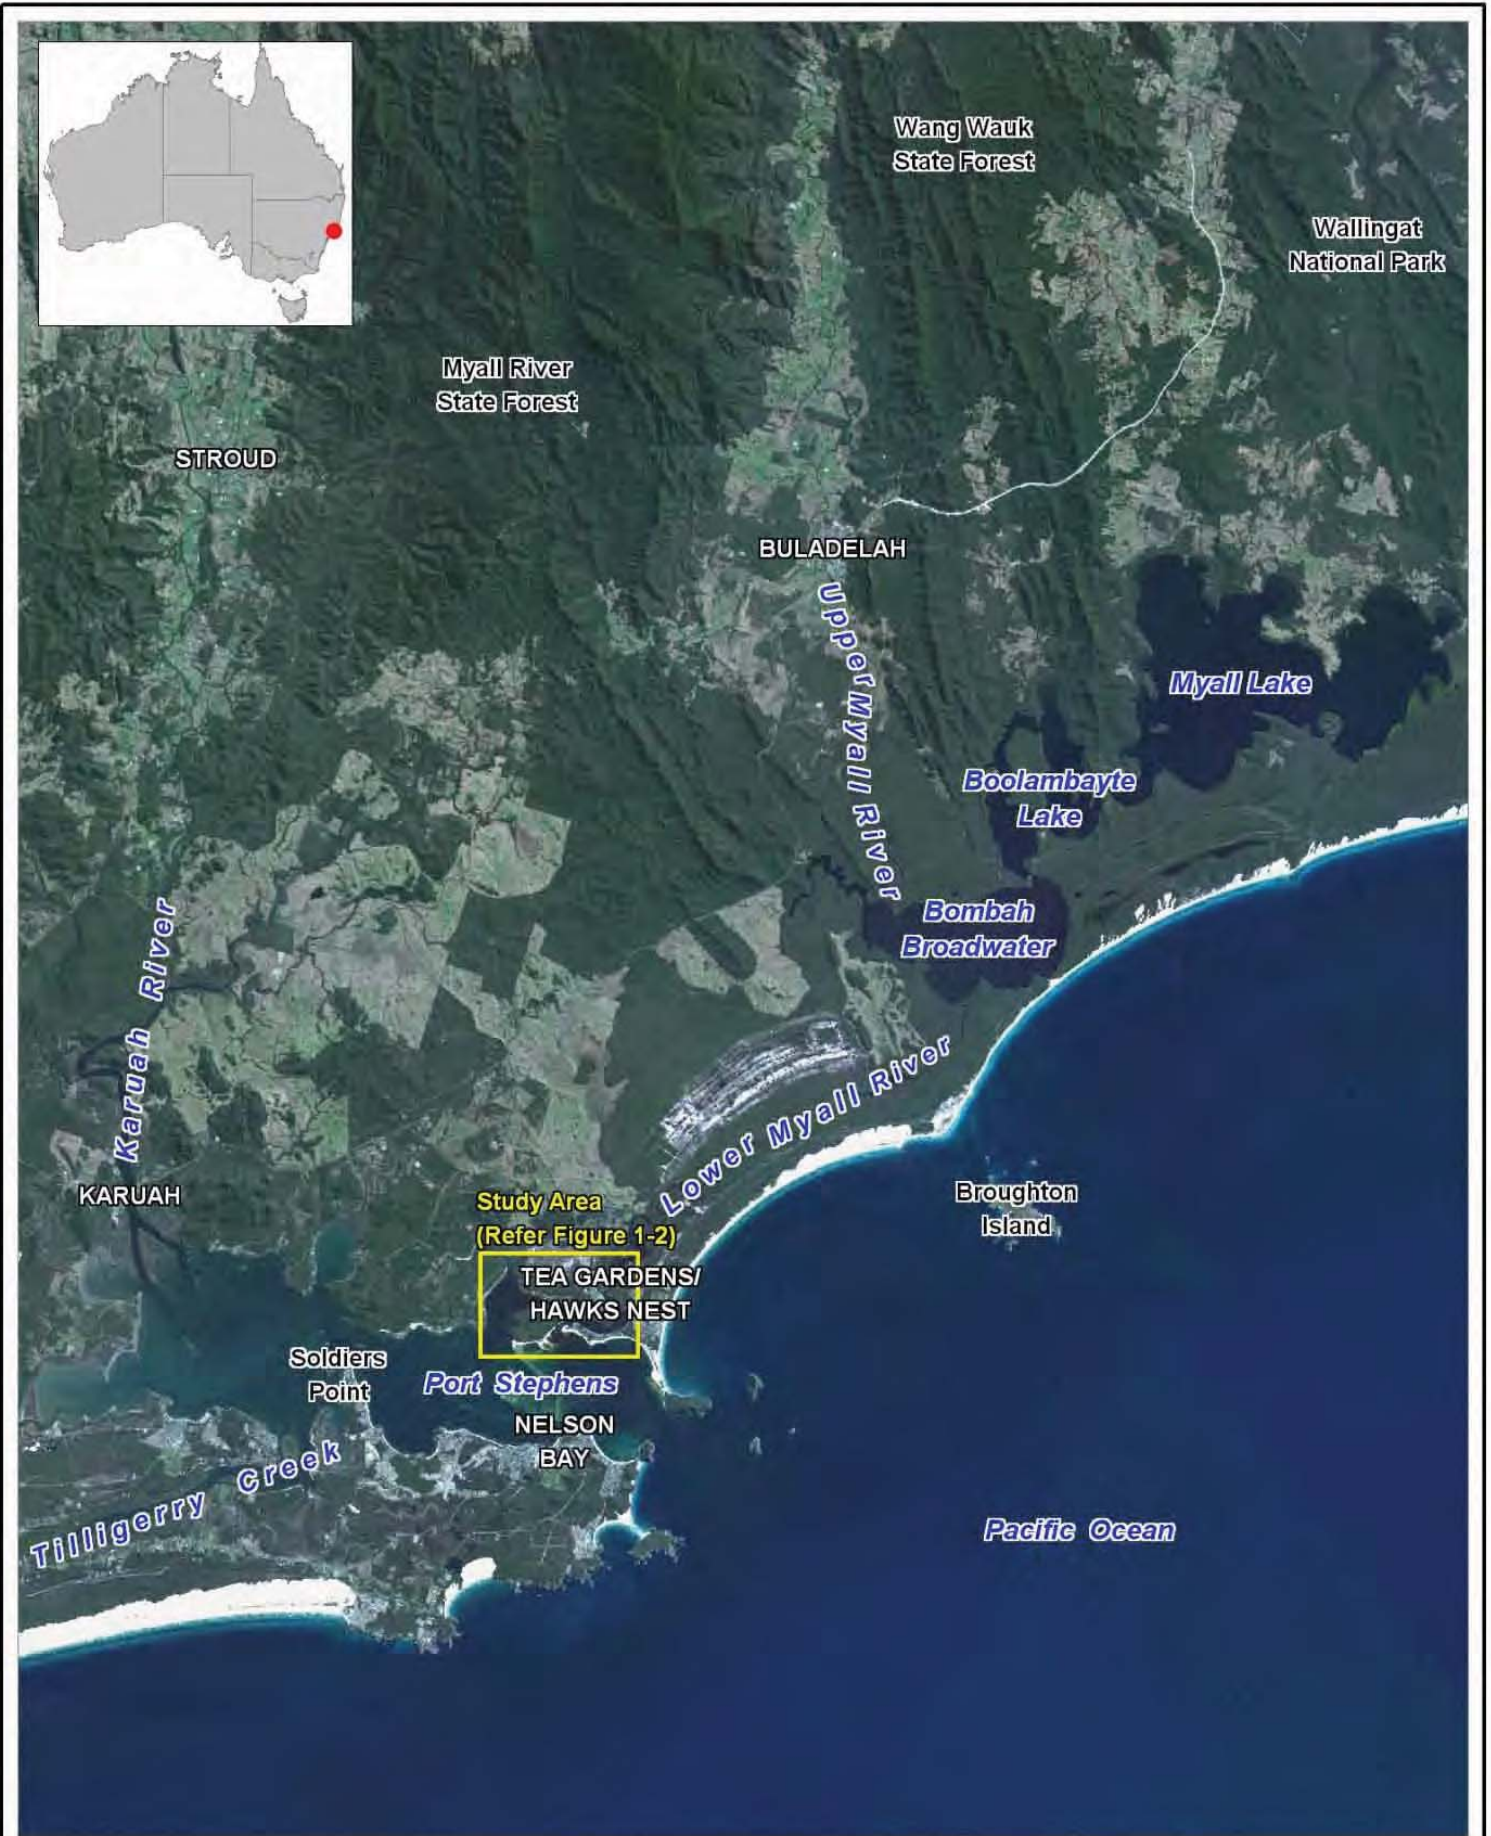 Wang Wauk
State Forest
Wallingat
National Park
Myall River
State Forest
STROUD
BULADELAH
Upper Myall River
Myall Lake
Boolambayte
Lake
Bombah
Broadwater
Karuah River
Lower Myall River
KARUAH
Study Area
(Refer Figure 1-2)
Broughton
Island
TEA GARDENS/
HAWKS NEST
Soldiers
Point
Port Stephens
NELSON
BAY
Tilligerry Creek
Pacific Ocean